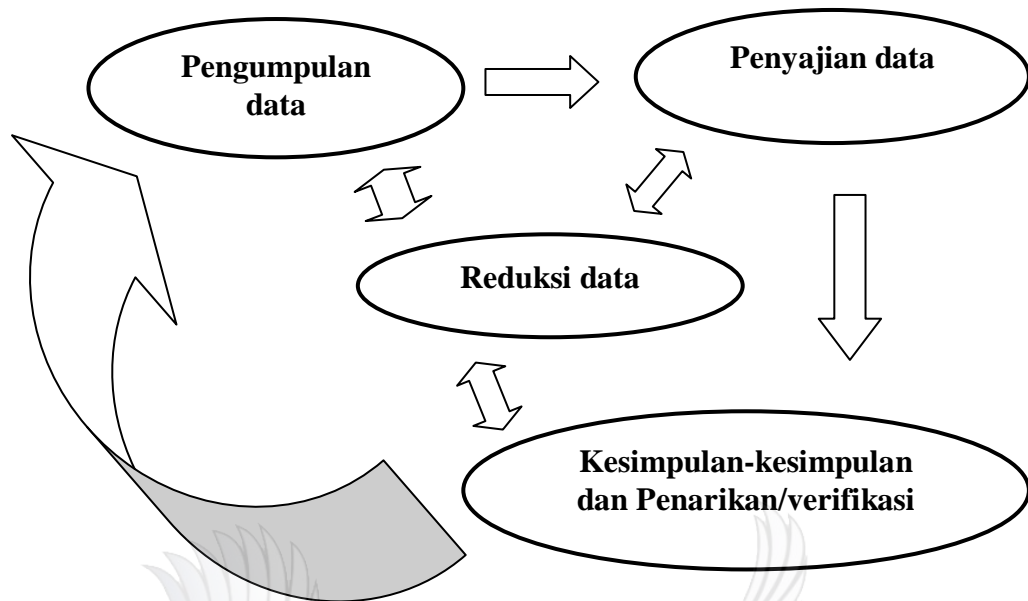 Pengumpulan
data
Penyajian data
Reduksi data
Kesimpulan-kesimpulan
dan Penarikan/verifikasi